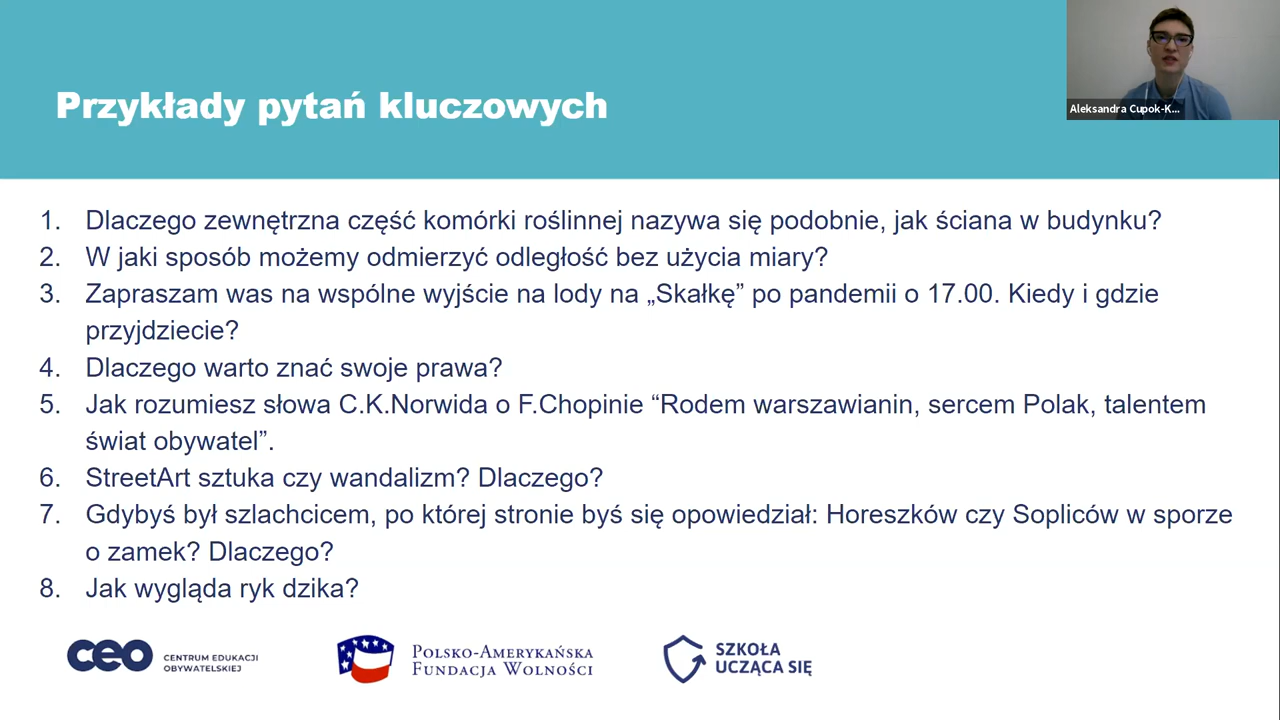 Przykłady pytań kluczowych
Aleksandra Cupok-K...
1. Dlaczego zewnętrzna część komórki roślinnej nazywa się podobnie, jak ściana w budynku?
2. W jaki sposób możemy odmierzyć odległość bez użycia miary?
3. Zapraszam was na wspólne wyjście na lody na „Skałkę” po pandemii o 17.00. Kiedy i gdzie
przyjdziecie?
4. Dlaczego warto znać swoje prawa?
5. Jak rozumiesz słowa C.K.Norwida o F.Chopinie “Rodem warszawianin, sercem Polak, talentem
świat obywatel”.
6. StreetArt sztuka czy wandalizm? Dlaczego?
7. Gdybyś był szlachcicem, po której stronie byś się opowiedział: Horeszków czy Sopliców w sporze
o zamek? Dlaczego?
8. Jak wygląda ryk dzika?
ceo
CENTRUM EDUKACJI
OBYWATELSKIEJ
POLSKO-AMERYKAŃSKA
FUNDACJA WOLNOŚCI
SZKOŁA
UCZĄCA SIĘ